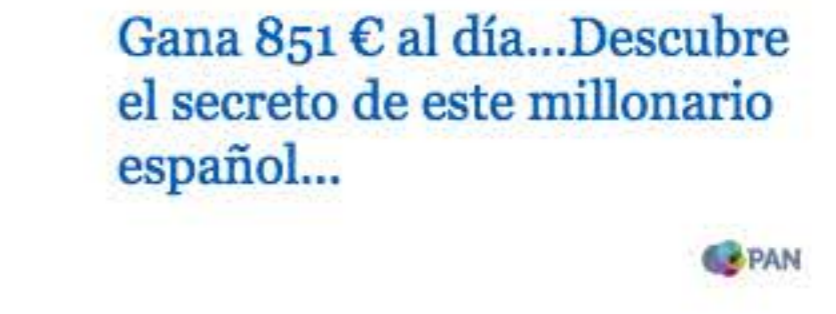 Gana 851 € al día...Descubre
el secreto de este millonario
español...
PAN